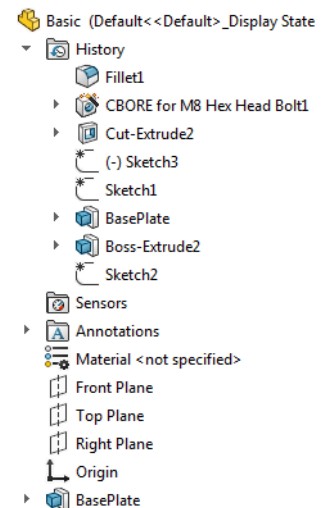 Basic (Default<<Default>_Display State
History
Fillet1
CBORE for M8 Hex Head Bolt1
Cut-Extrude2
(-) Sketch3
Sketch1
BasePlate
Boss-Extrude2
Sketch2
Sensors
A Annotations
Material <not specified>
Front Plane
Top Plane
Right Plane
Origin
BasePlate